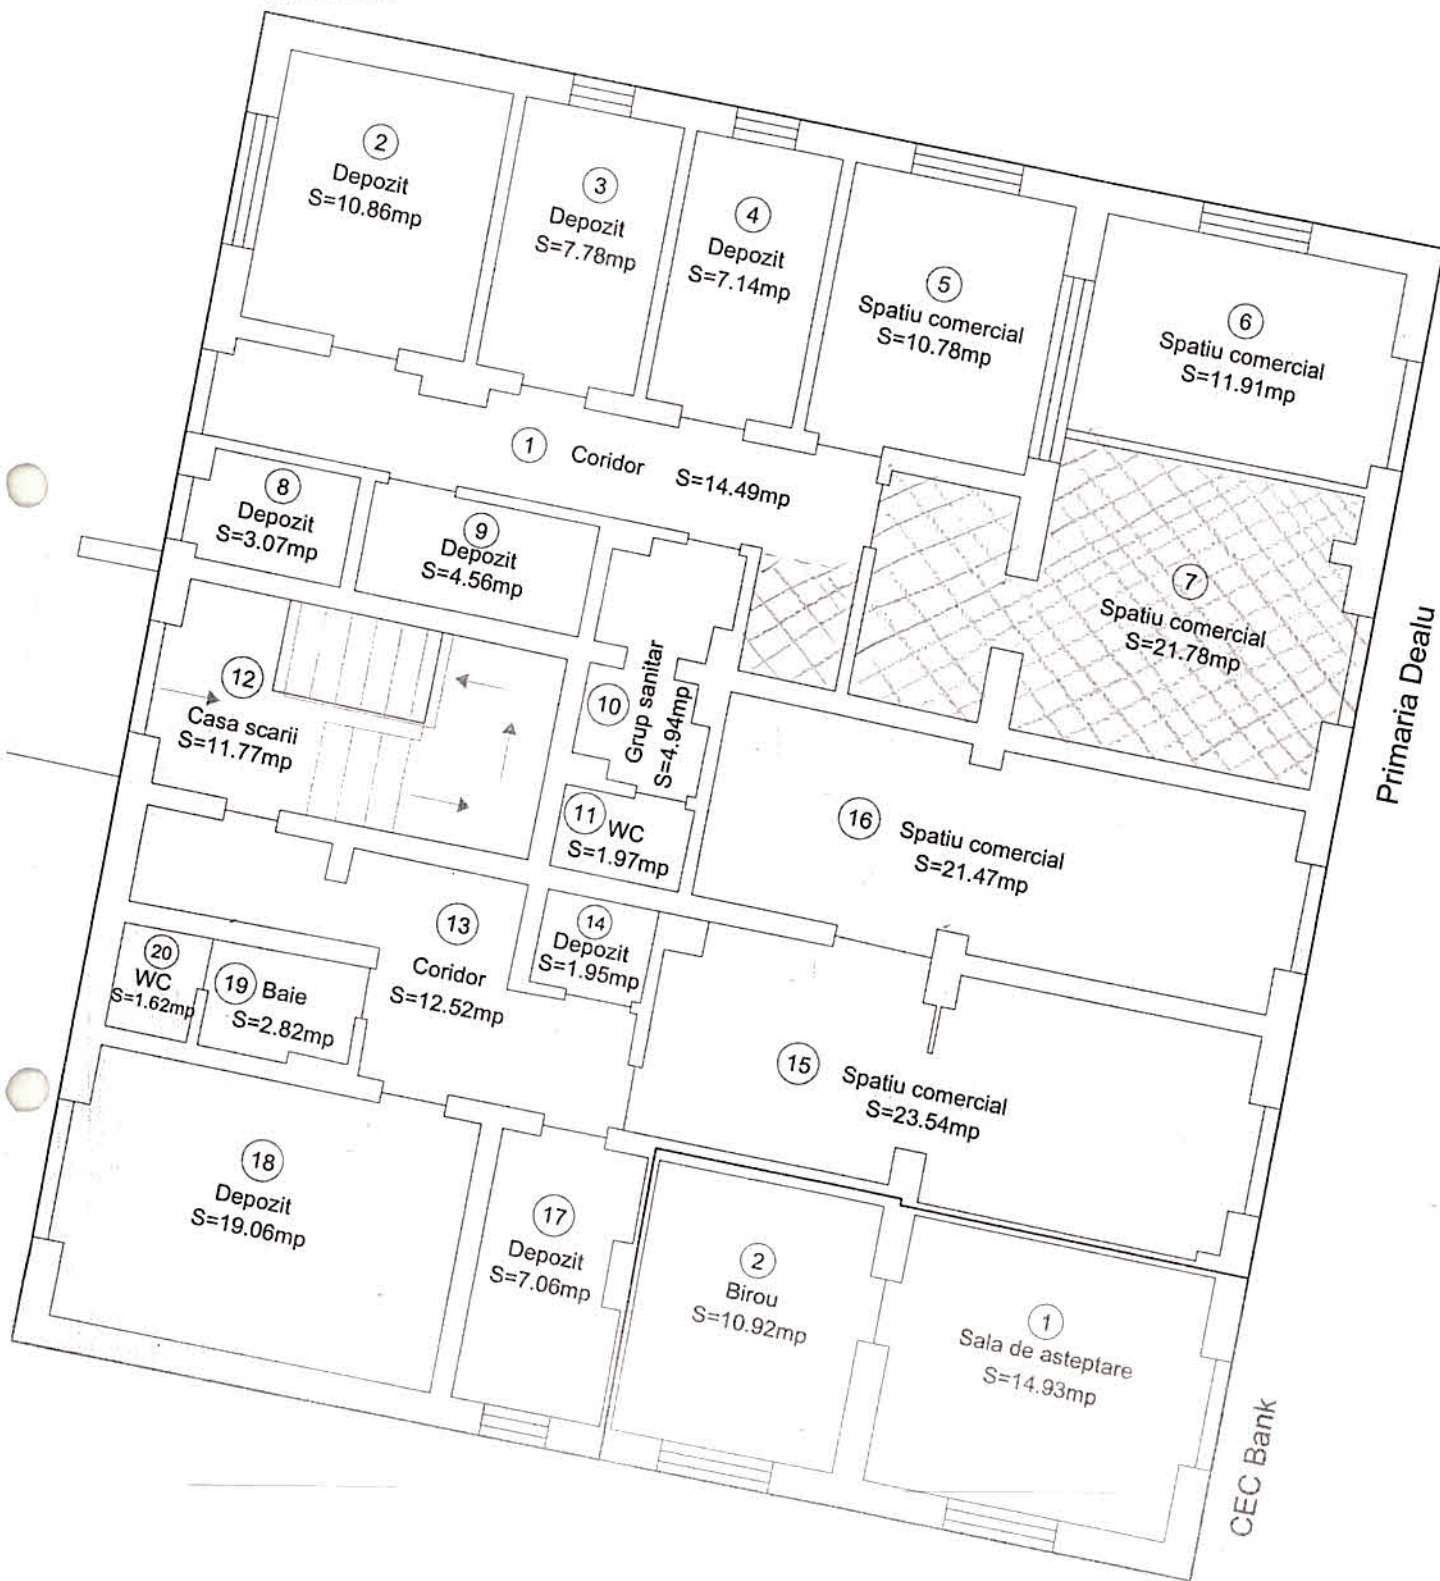 2
Depozit
S=10.86mp
3
Depozit
S=7.78mp
4
Depozit
S=7.14mp
5
Spatiu comercial
S=10.78mp
6
Spatiu comercial
S=11.91mp
1 Coridor S=14.49mp
8
Depozit
S=3.07mp
9
Depozit
S=4.56mp
7
Spatiu comercial
S=21.78mp
Primaria Dealu
12
Casa scarii
S=11.77mp
10
Grup sanitar
S=4.94mp
11 WC
S=1.97mp
16 Spatiu comercial
S=21.47mp
13
Coridor
S=12.52mp
14
Depozit
S=1.95mp
20
WC
S=1.62mp
19 Baie
S=2.82mp
15 Spatiu comercial
S=23.54mp
18
Depozit
S=19.06mp
17
Depozit
S=7.06mp
2
Birou
S=10.92mp
1
Sala de asteptare
S=14.93mp
CEC Bank